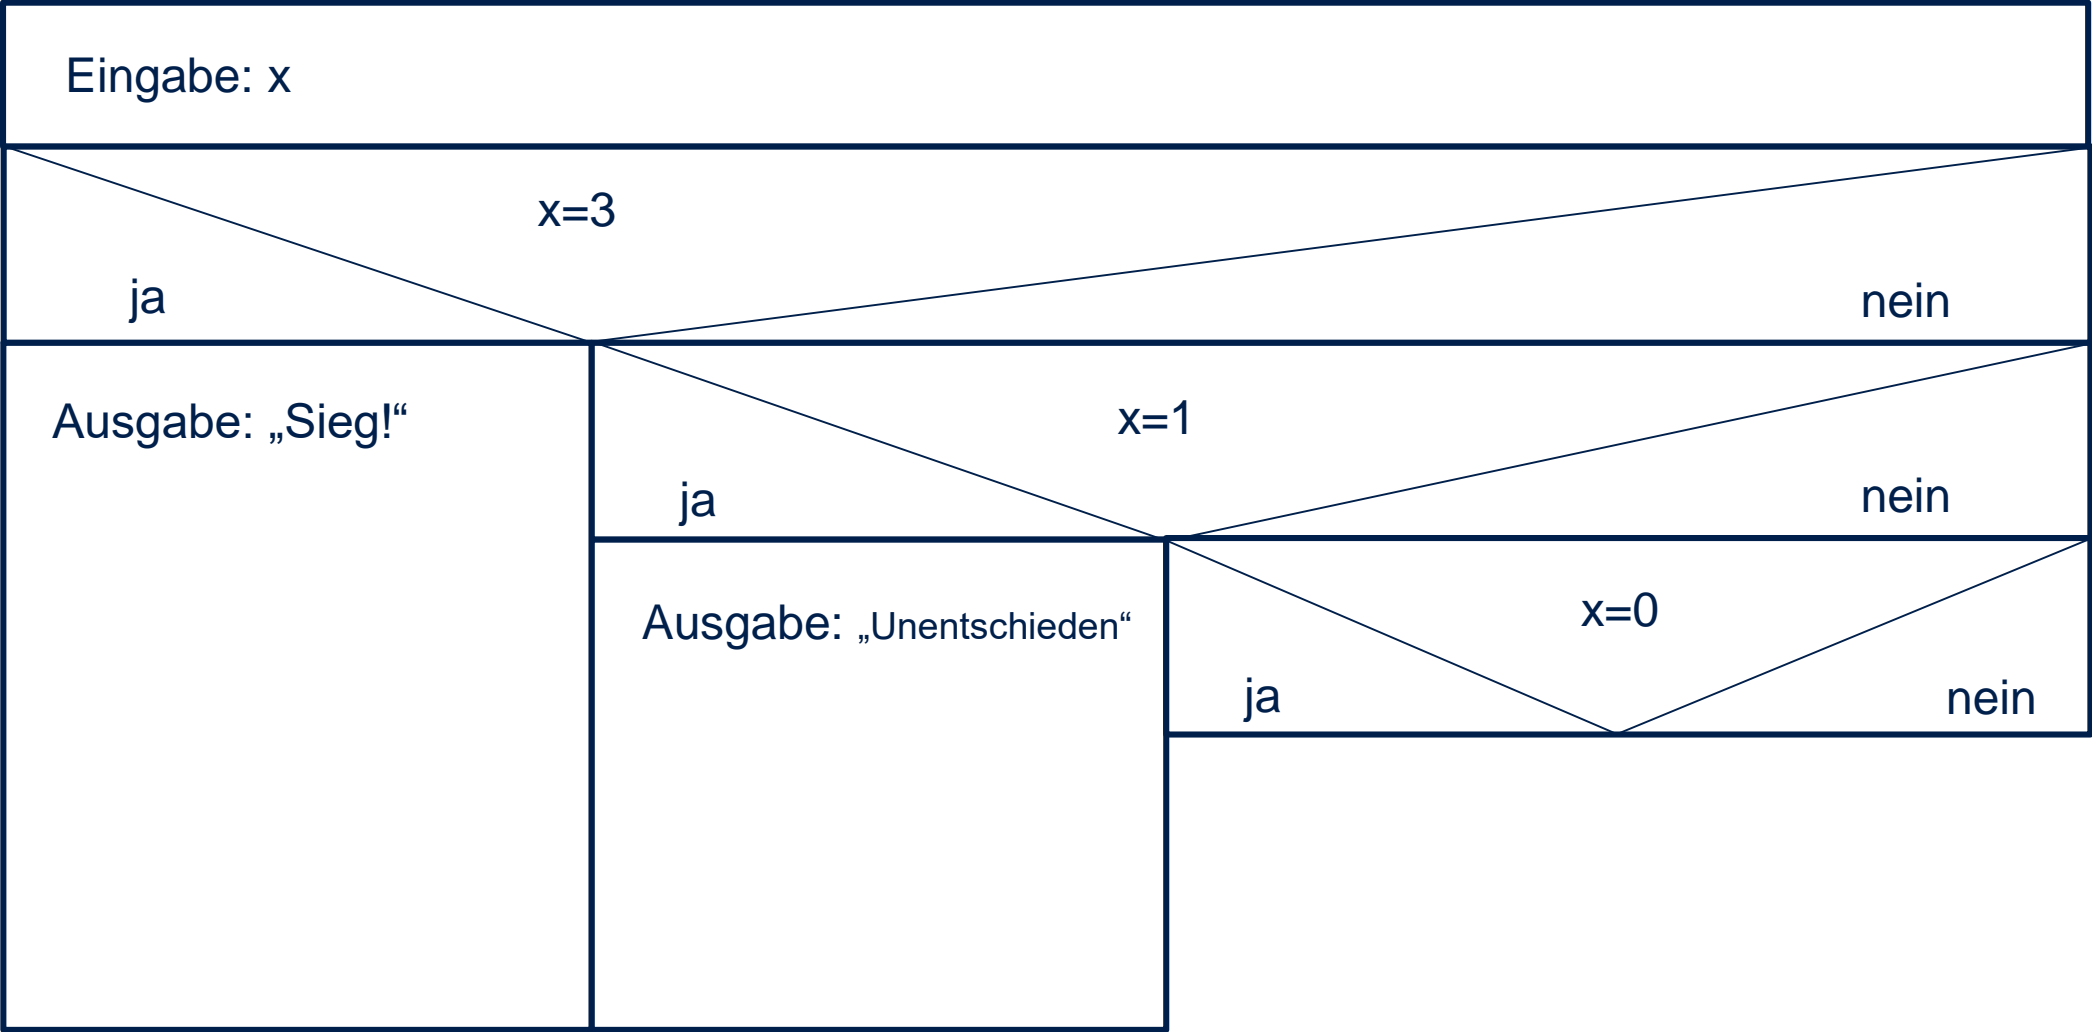 Eingabe: x
x=3
ja
nein
Ausgabe: „Sieg!“
x=1
ja
nein
Ausgabe: „Unentschieden“
x=0
ja
nein